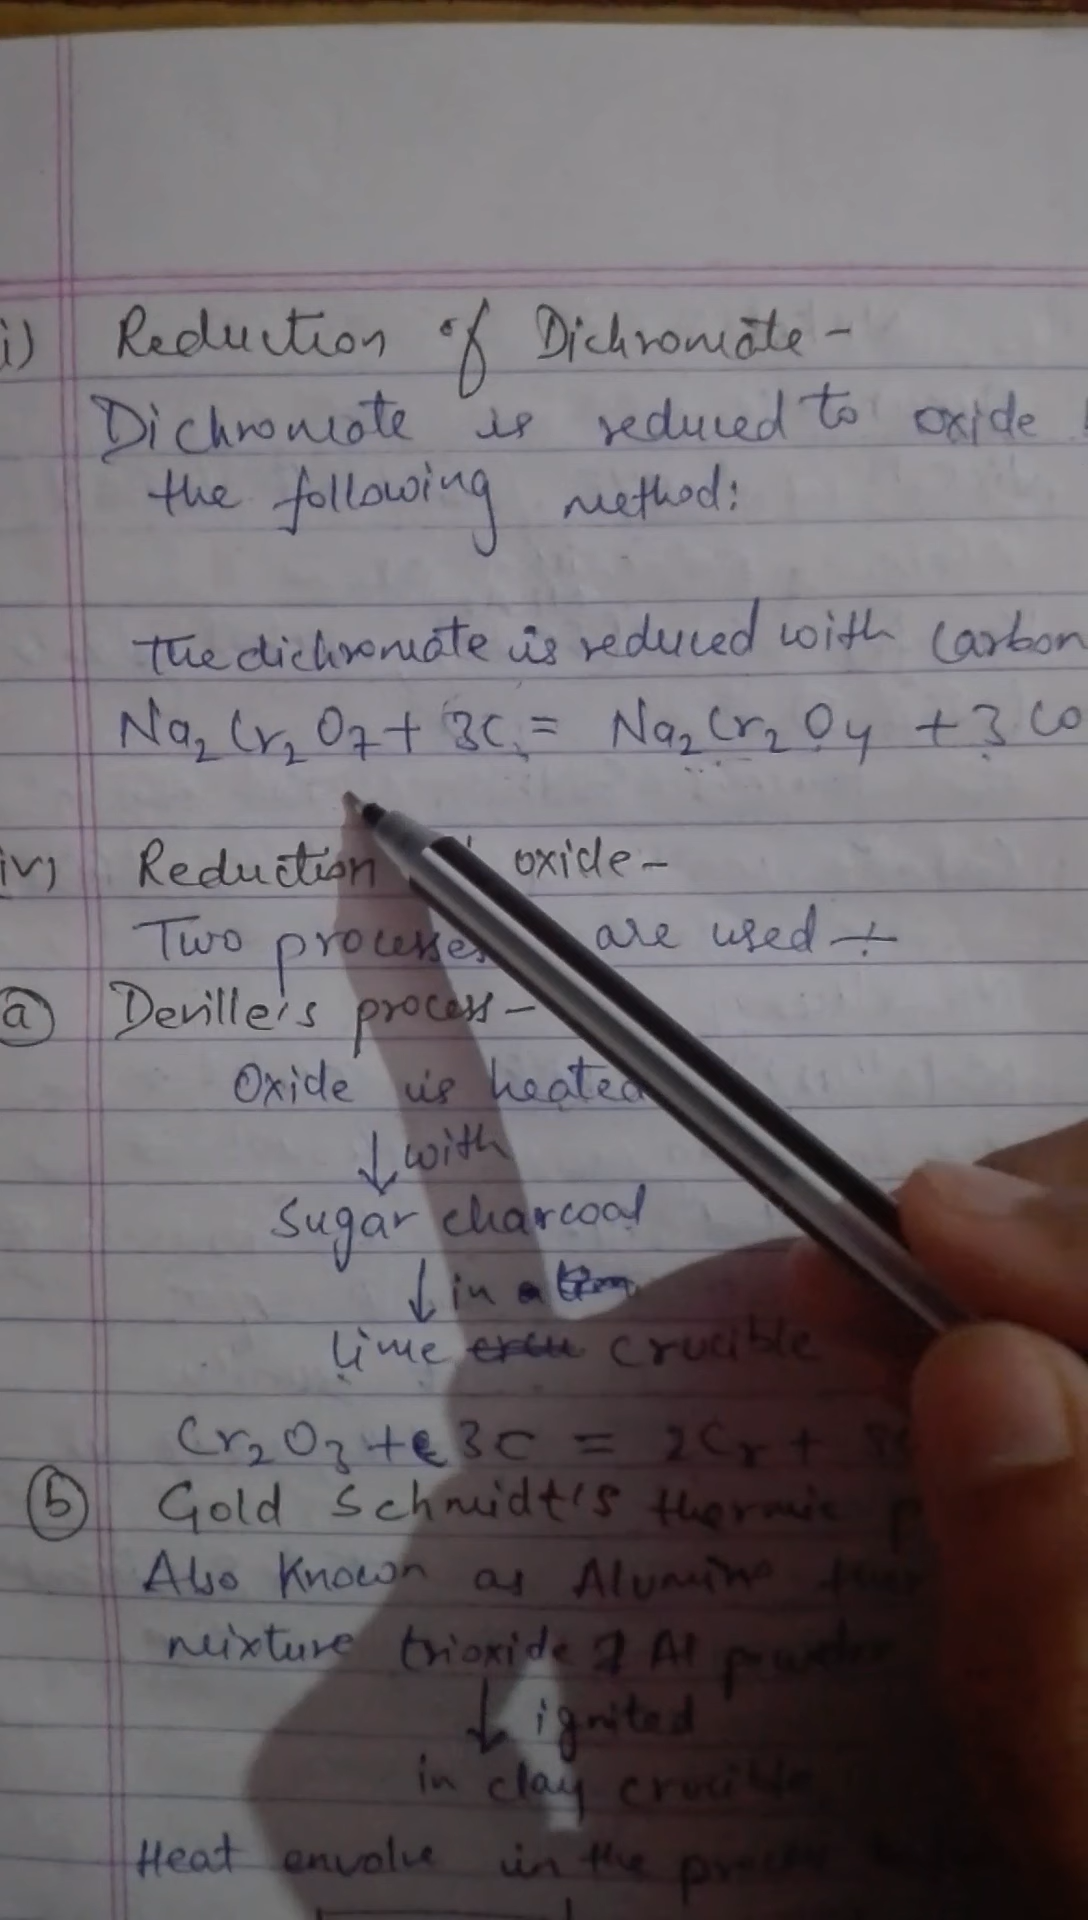 i) Reduction of Dichromate -
Dichromate is reduced to oxide
the following method:
The dichromate is reduced with carbon
Na₂Cr₂O₇ + 3C = Na₂Cr₂O₄ + 3CO
iv) Reduction oxide -
Two processes are used ÷
(a) Deville's process -
Oxide is heated
↓ with
Sugar charcoal
↓ in a
lime crucible
Cr₂O₃ + 3C = 2Cr +
(b) Gold Schmidt's thermic
Also Known as Alumino
mixture trioxide & Al powder
↓ ignited
in clay crucible
Heat envolve in the process